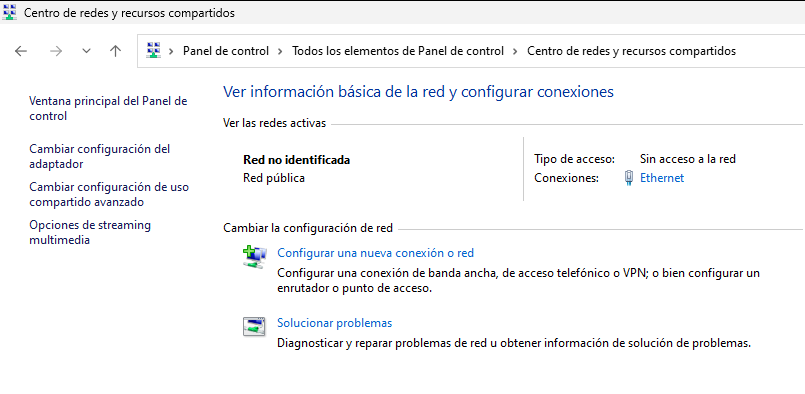 Centro de redes y recursos compartidos
Panel de control > Todos los elementos de Panel de control > Centro de redes y recursos compartidos
Ventana principal del Panel de
control
Cambiar configuración del
adaptador
Cambiar configuración de uso
compartido avanzado
Opciones de streaming
multimedia
Ver información básica de la red y configurar conexiones
Ver las redes activas
Red no identificada
Red pública
Tipo de acceso: Sin acceso a la red
Conexiones: Ethernet
Cambiar la configuración de red
Configurar una nueva conexión o red
Configurar una conexión de banda ancha, de acceso telefónico o VPN; o bien configurar un
enrutador o punto de acceso.
Solucionar problemas
Diagnosticar y reparar problemas de red u obtener información de solución de problemas.